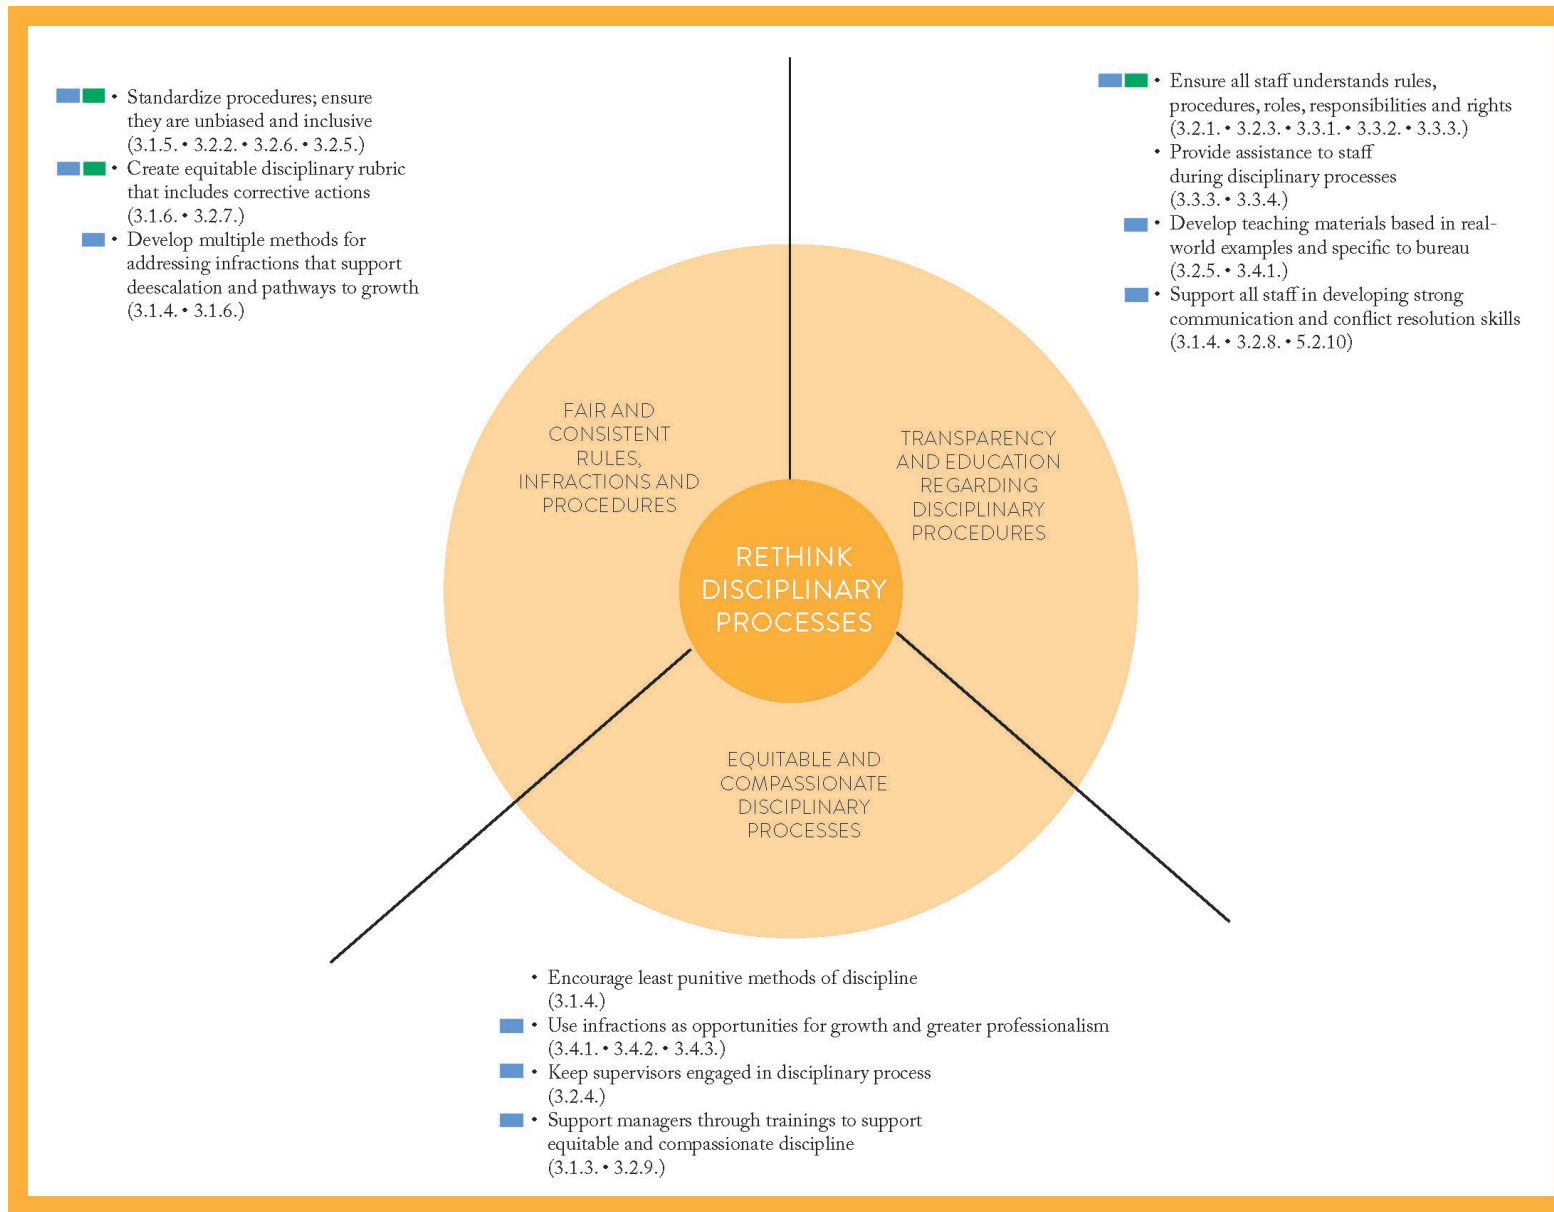 • Standardize procedures; ensure
they are unbiased and inclusive
(3.1.5. • 3.2.2. • 3.2.6. • 3.2.5.)
• Create equitable disciplinary rubric
that includes corrective actions
(3.1.6. • 3.2.7.)
• Develop multiple methods for
addressing infractions that support
deescalation and pathways to growth
(3.1.4. • 3.1.6.)
• Ensure all staff understands rules,
procedures, roles, responsibilities and rights
(3.2.1. • 3.2.3. • 3.3.1. • 3.3.2. • 3.3.3.)
• Provide assistance to staff
during disciplinary processes
(3.3.3. • 3.3.4.)
• Develop teaching materials based in real-
world examples and specific to bureau
(3.2.5. • 3.4.1.)
• Support all staff in developing strong
communication and conflict resolution skills
(3.1.4. • 3.2.8. • 5.2.10)
FAIR AND
CONSISTENT
RULES,
INFRACTIONS AND
PROCEDURES
TRANSPARENCY
AND EDUCATION
REGARDING
DISCIPLINARY
PROCEDURES
RETHINK
DISCIPLINARY
PROCESSES
EQUITABLE AND
COMPASSIONATE
DISCIPLINARY
PROCESSES
• Encourage least punitive methods of discipline
(3.1.4.)
• Use infractions as opportunities for growth and greater professionalism
(3.4.1. • 3.4.2. • 3.4.3.)
• Keep supervisors engaged in disciplinary process
(3.2.4.)
• Support managers through trainings to support
equitable and compassionate discipline
(3.1.3. • 3.2.9.)